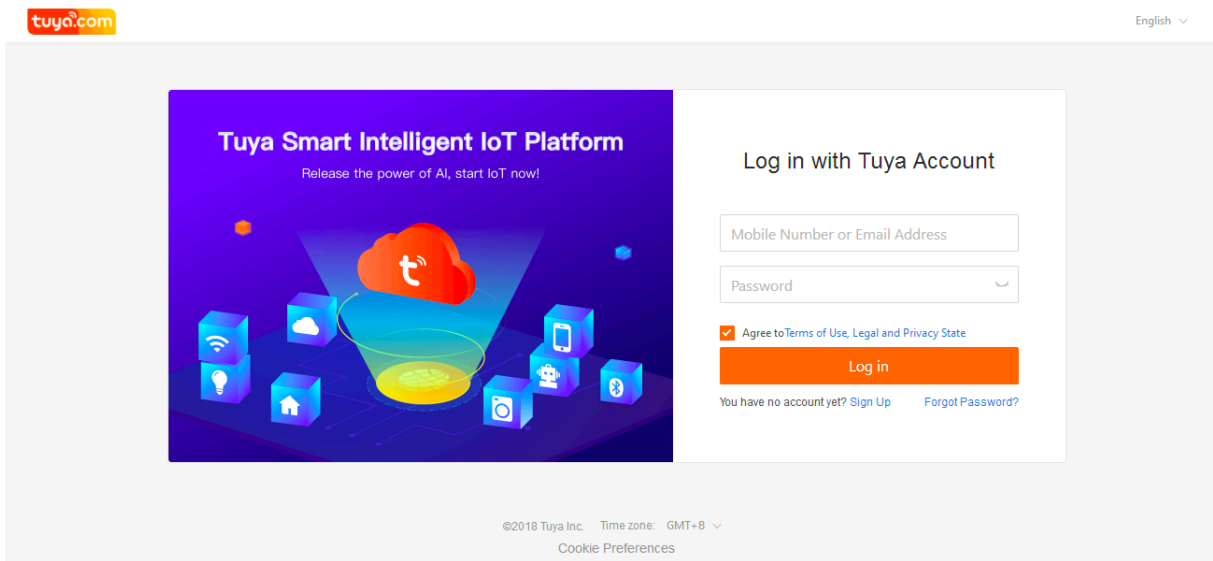 tuya.com
English
Tuya Smart Intelligent IoT Platform
Release the power of AI, start IoT now!
t
Log in with Tuya Account
Mobile Number or Email Address
Password
Agree toTerms of Use, Legal and Privacy State
Log in
You have no account yet? Sign Up Forgot Password?
©2018 Tuya Inc. Time zone: GMT+8
Cookie Preferences